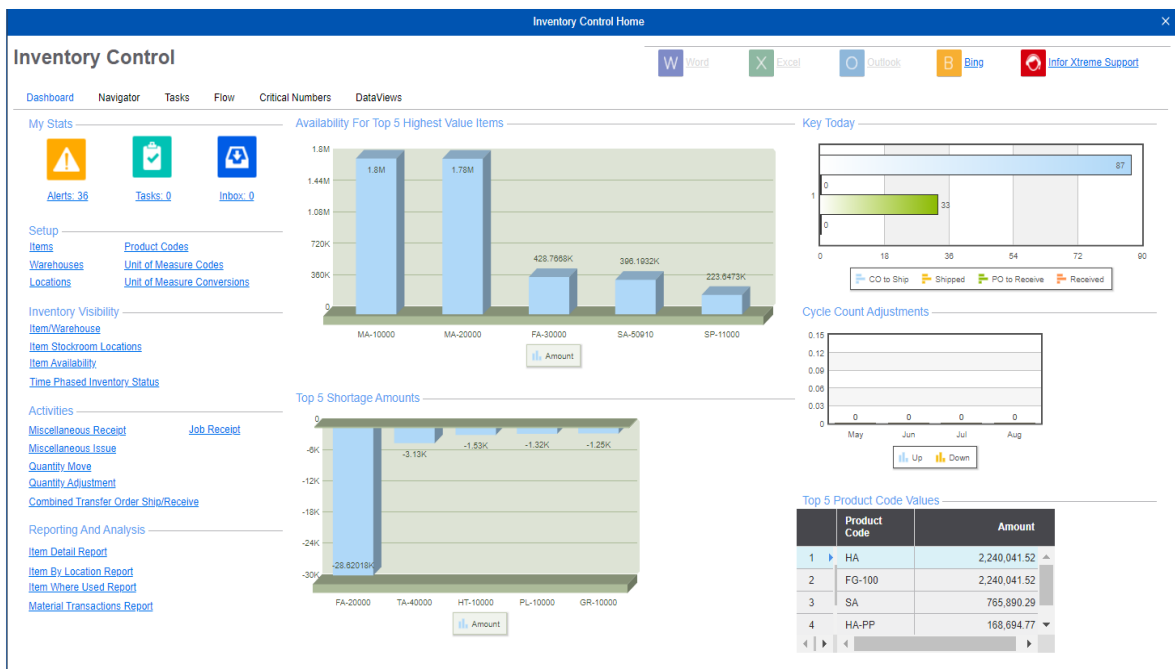 Inventory Control Home
Inventory Control
Word Excel Outlook Bing Infor Xtreme Support
Dashboard Navigator Tasks Flow Critical Numbers DataViews
My Stats
Alerts: 36 Tasks: 0 Inbox: 0
Setup
Items Product Codes
Warehouses Unit of Measure Codes
Locations Unit of Measure Conversions
Inventory Visibility
Item/Warehouse
Item Stockroom Locations
Item Availability
Time Phased Inventory Status
Activities
Miscellaneous Receipt Job Receipt
Miscellaneous Issue
Quantity Move
Quantity Adjustment
Combined Transfer Order Ship/Receive
Reporting And Analysis
Item Detail Report
Item By Location Report
Item Where Used Report
Material Transactions Report
Availability For Top 5 Highest Value Items
1.8M
1.44M
1.08M
720K
360K
0
1.8M 1.78M 428.7668K 396.1932K 223.6473K
MA-10000 MA-20000 FA-30000 SA-50910 SP-11000
Amount
Top 5 Shortage Amounts
0
-6K
-12K
-18K
-24K
-30K
-28.62018K -3.13K -1.53K -1.32K -1.25K
FA-20000 TA-40000 HT-10000 PL-10000 GR-10000
Amount
Key Today
87
0
1
33
0
0 18 36 54 72 90
CO to Ship Shipped PO to Receive Received
Cycle Count Adjustments
0.15
0.12
0.09
0.06
0.03
0
0 0 0 0
May Jun Jul Aug
Up Down
Top 5 Product Code Values
Product Code Amount
1 HA 2,240,041.52
2 FG-100 2,240,041.52
3 SA 765,890.29
4 HA-PP 168,694.77